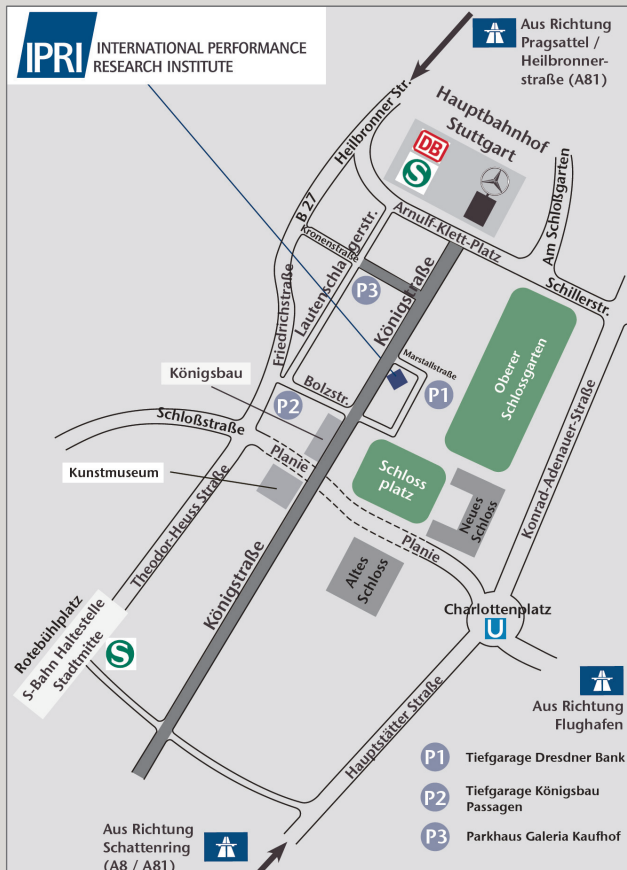 IPRI
INTERNATIONAL PERFORMANCE
RESEARCH INSTITUTE
Aus Richtung
Pragsattel /
Heilbronner-
straße (A81)
Heilbronner Str.
Hauptbahnhof
Stuttgart
DB
S
Am Schloßgarten
B 27
Arnulf-Klett-Platz
Kronenstraße
Lautenschlagerstr.
Schillerstr.
Friedrichstraße
P3
Königstraße
Marstallstraße
Oberer
Schlossgarten
Königsbau
Bolzstr.
P1
P2
Schloßstraße
Konrad-Adenauer-Straße
Planie
Kunstmuseum
Schloss
platz
Neues
Schloss
Theodor-Heuss Straße
Planie
Altes
Schloss
Königstraße
Charlottenplatz
U
Rotebühlplatz
S-Bahn Haltestelle
Stadtmitte
S
Aus Richtung
Flughafen
Hauptstätter Straße
P1 Tiefgarage Dresdner Bank
P2 Tiefgarage Königsbau
Passagen
P3 Parkhaus Galeria Kaufhof
Aus Richtung
Schattenring
(A8 / A81)